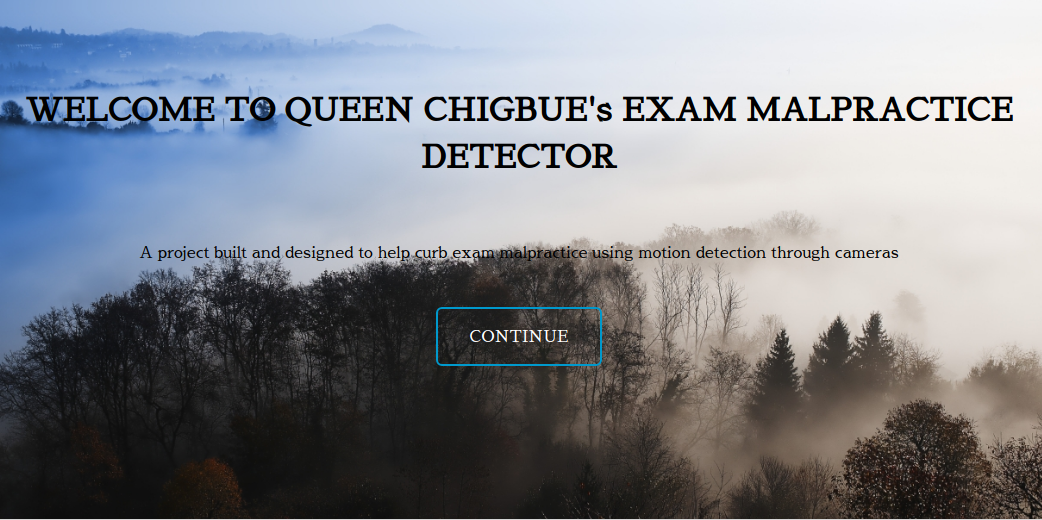 WELCOME TO QUEEN CHIGBUE's EXAM MALPRACTICE
DETECTOR
A project built and designed to help curb exam malpractice using motion detection through cameras
CONTINUE